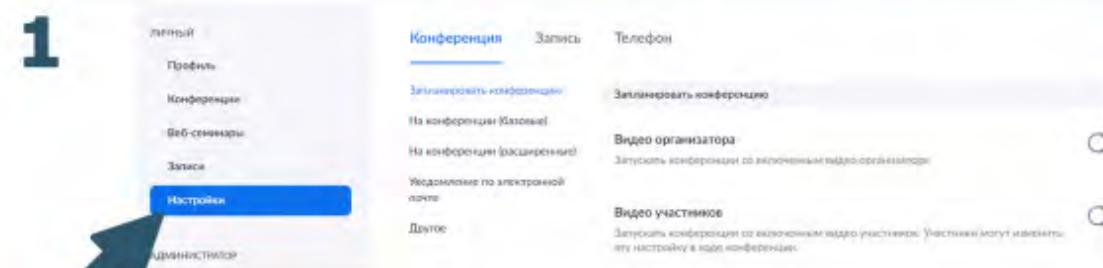 1
ЛИЧНЫЙ
Профиль
Конференции
Веб-семинары
Записи
Настройки
АДМИНИСТРАТОР
Конференция Запись Телефон
Запланировать конференцию
На конференции (базовые)
На конференции (расширенные)
Уведомление по электронной
почте
Другое
Запланировать конференцию
Видео организатора
Запускать конференции со включенным видео организатора
Видео участников
Запускать конференции со включенным видео участников. Участники могут изменить
эту настройку в ходе конференции.